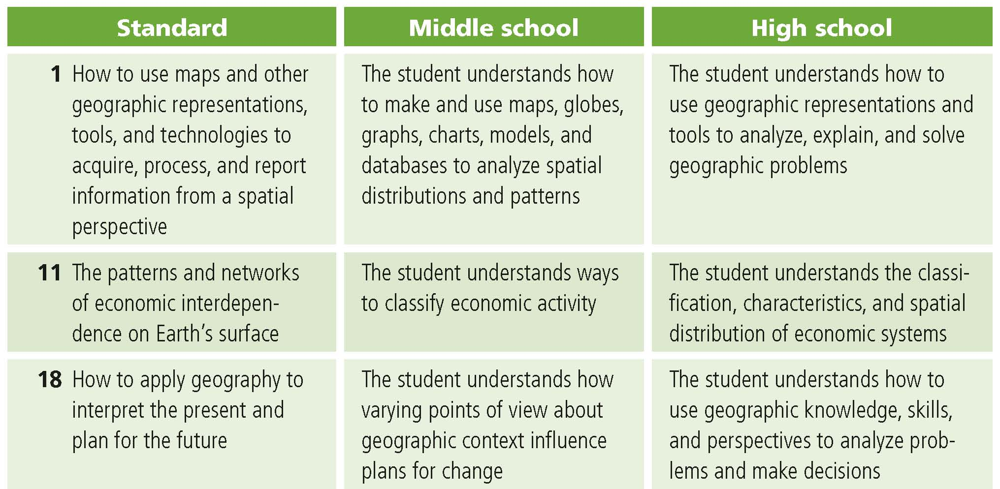 Standard
Middle school
High school
1 How to use maps and other
geographic representations,
tools, and technologies to
acquire, process, and report
information from a spatial
perspective
The student understands how
to make and use maps, globes,
graphs, charts, models, and
databases to analyze spatial
distributions and patterns
The student understands how to
use geographic representations and
tools to analyze, explain, and solve
geographic problems
11 The patterns and networks
of economic interdepen-
dence on Earth’s surface
The student understands ways
to classify economic activity
The student understands the classi-
fication, characteristics, and spatial
distribution of economic systems
18 How to apply geography to
interpret the present and
plan for the future
The student understands how
varying points of view about
geographic context influence
plans for change
The student understands how to
use geographic knowledge, skills,
and perspectives to analyze prob-
lems and make decisions